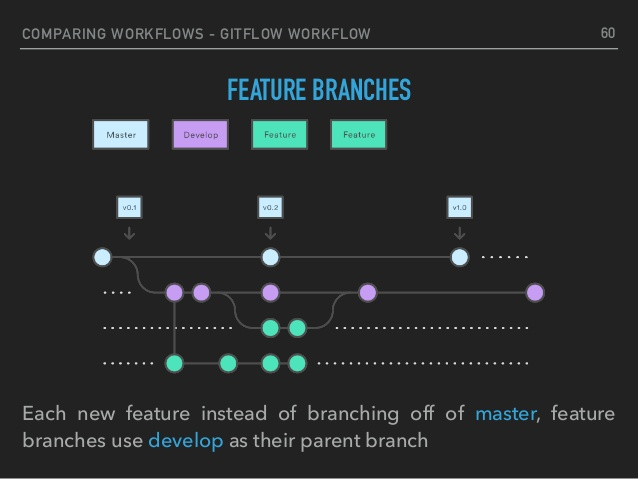 COMPARING WORKFLOWS - GITFLOW WORKFLOW 60
FEATURE BRANCHES
Master Develop Feature Feature
v0.1 v0.2 v1.0
Each new feature instead of branching off of master, feature
branches use develop as their parent branch